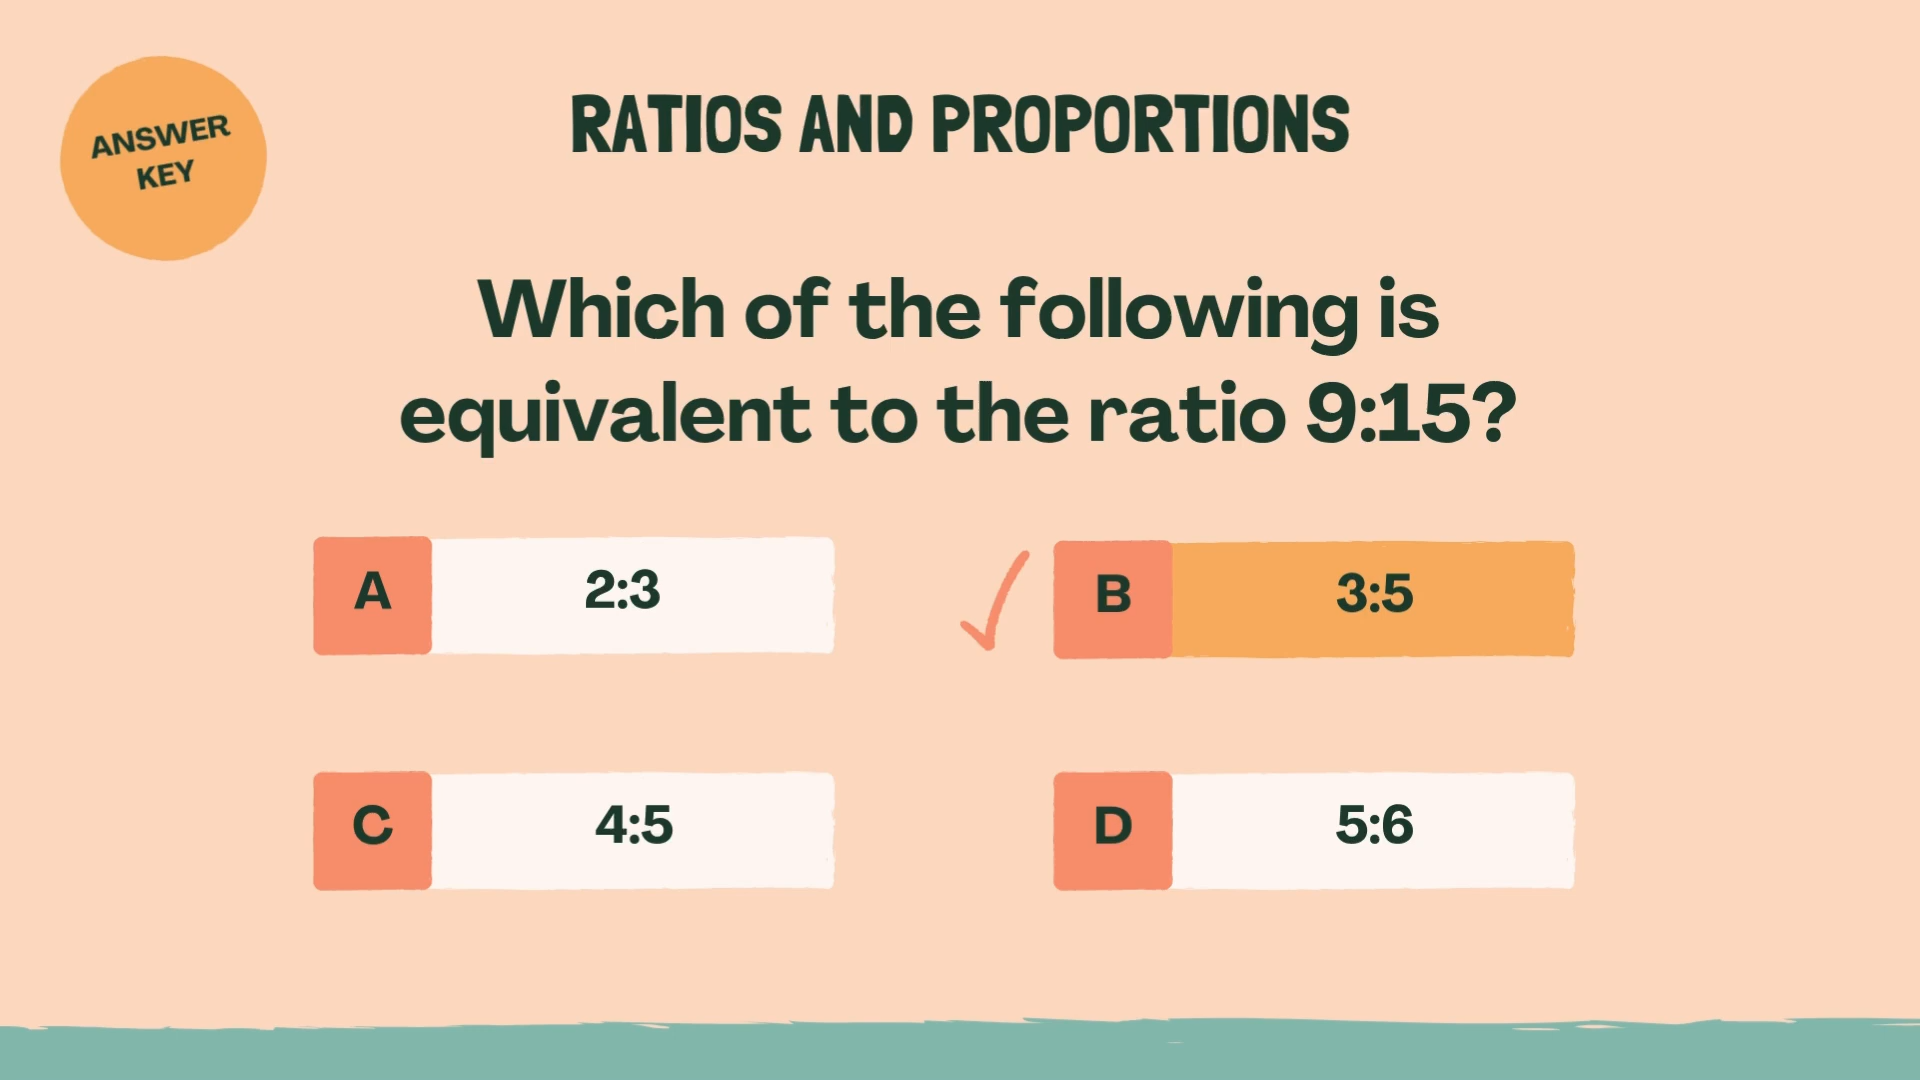 ANSWER
KEY
RATIOS AND PROPORTIONS
Which of the following is
equivalent to the ratio 9:15?
A 2:3
B 3:5
C 4:5
D 5:6